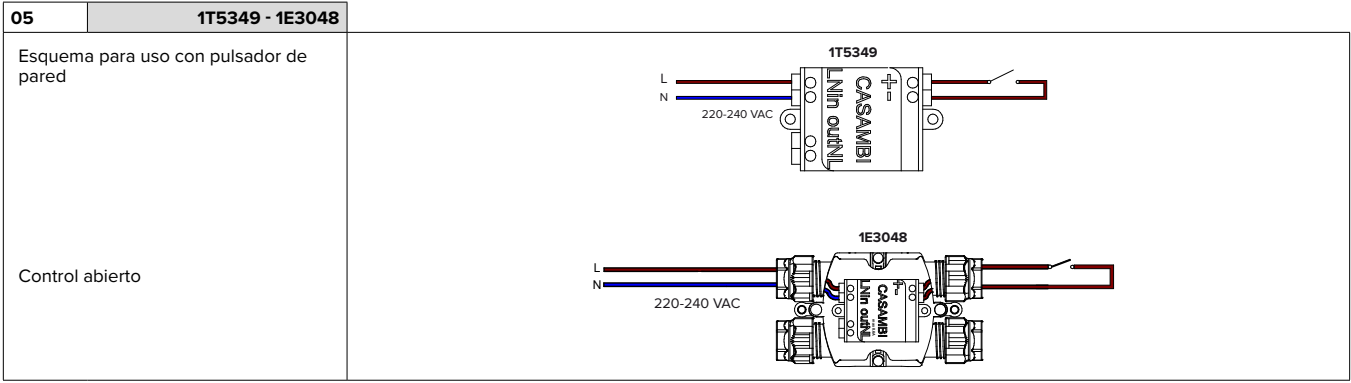 05
1T5349 - 1E3048
Esquema para uso con pulsador de
pared
1T5349
L
N
220-240 VAC
LNin outNL
CASAMBI
+-
Control abierto
1E3048
L
N
220-240 VAC
LNin outNL
CASAMBI
+-